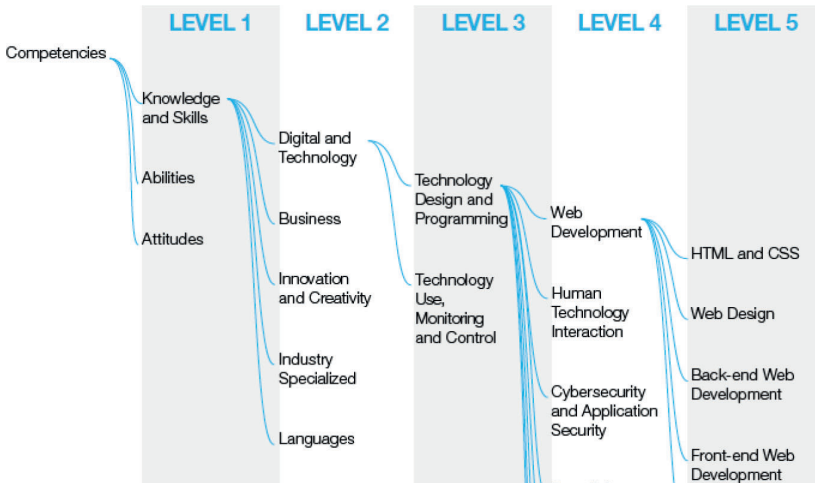 LEVEL 1
LEVEL 2
LEVEL 3
LEVEL 4
LEVEL 5
Competencies
Knowledge
and Skills
Abilities
Attitudes
Digital and
Technology
Business
Innovation
and Creativity
Industry
Specialized
Languages
Technology
Design and
Programming
Technology
Use,
Monitoring
and Control
Web
Development
Human
Technology
Interaction
Cybersecurity
and Application
Security
HTML and CSS
Web Design
Back-end Web
Development
Front-end Web
Development